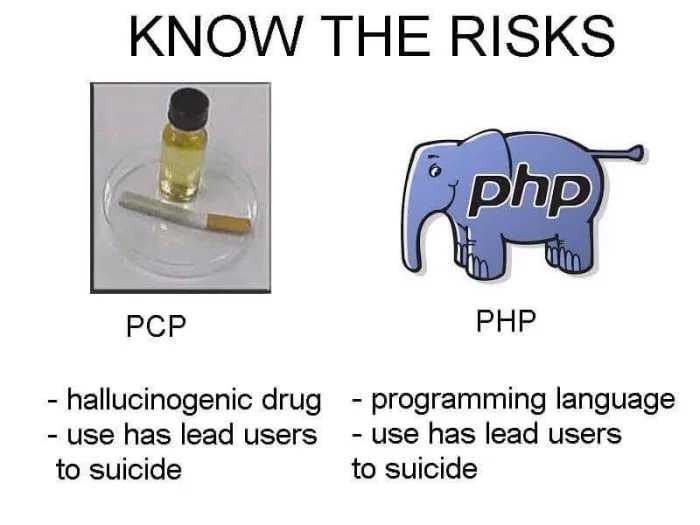 KNOW THE RISKS
php
PCP
- hallucinogenic drug
- use has lead users
to suicide
PHP
- programming language
- use has lead users
to suicide